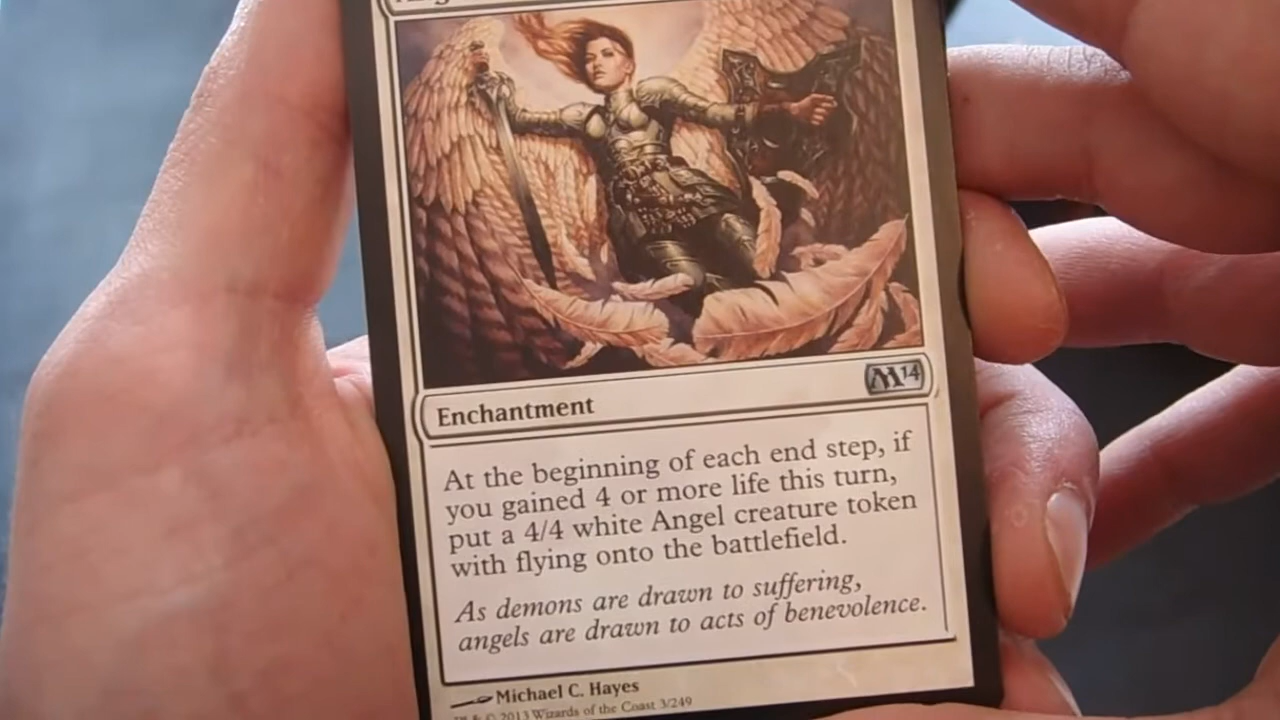 M14
Enchantment
At the beginning of each end step, if
you gained 4 or more life this turn,
put a 4/4 white Angel creature token
with flying onto the battlefield.
As demons are drawn to suffering,
angels are drawn to acts of benevolence.
Michael C. Hayes
™ & © 2013 Wizards of the Coast 3/249